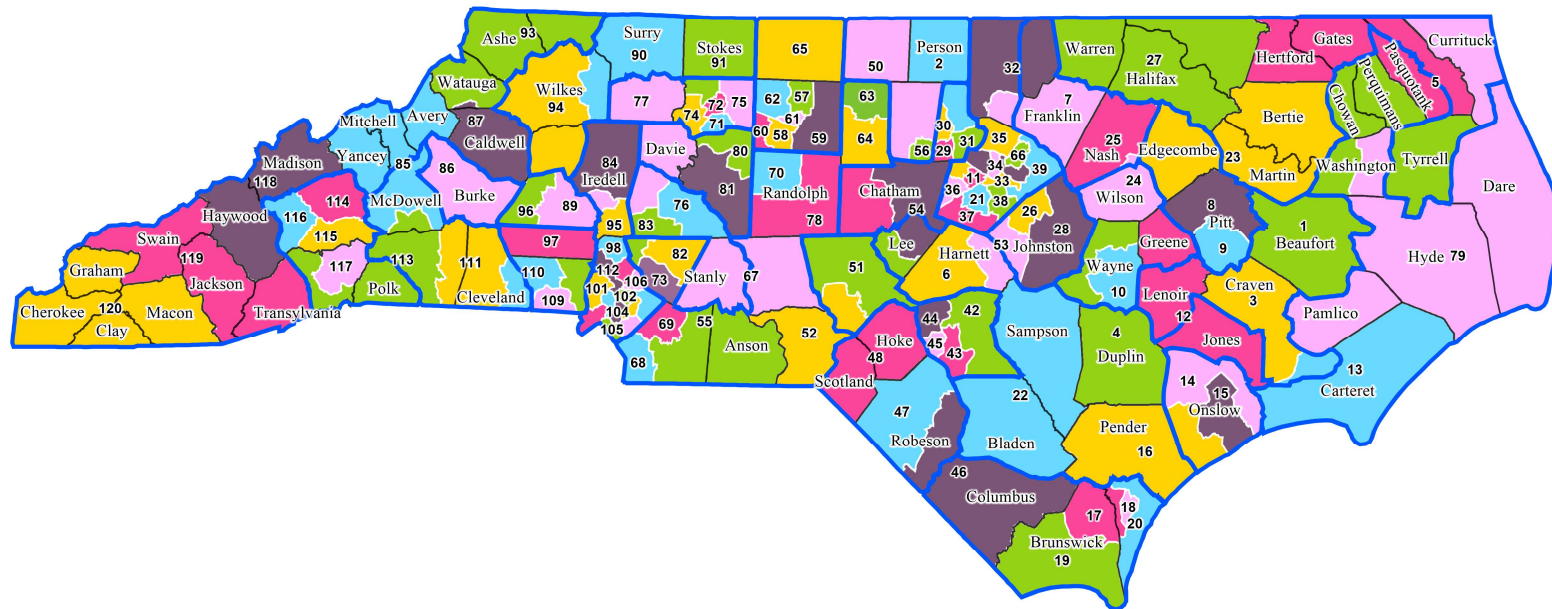 Ashe 93
Surry
90
Stokes
91
65
50
Person
2
32
Warren
27
Halifax
Hertford
Gates
Pasquotank
Currituck
5
Perquimans
Chowan
Watauga
Wilkes
94
77
74
72
75
71
62
57
60
61
58
59
63
64
56
30
29
31
7
Franklin
25
Nash
Edgecombe
Bertie
23
Martin
Washington
Tyrrell
Dare
Mitchell
Avery
87
Caldwell
Yancey
85
86
Burke
McDowell
Madison
118
Haywood
114
116
115
84
Iredell
Davie
80
81
70
Randolph
78
Chatham
54
35
66
34
39
11
33
36
21
38
37
24
Wilson
96
89
95
76
83
97
98
82
Stanly
67
Lee
53
26
28
Johnston
Harnett
6
8
Pitt
9
Greene
Wayne
10
1
Beaufort
Hyde 79
Swain
119
Jackson
Graham
Cherokee
120
Clay
Macon
Transylvania
117
113
Polk
111
Cleveland
110
109
112
106
73
101
102
104
105
69
55
68
Anson
51
52
Hoke
48
Scotland
44
42
45
43
Sampson
4
Duplin
Lenoir
12
Jones
Craven
3
Pamlico
13
Carteret
14
15
Onslow
47
Robeson
22
Bladen
Pender
16
46
Columbus
17
18
20
Brunswick
19